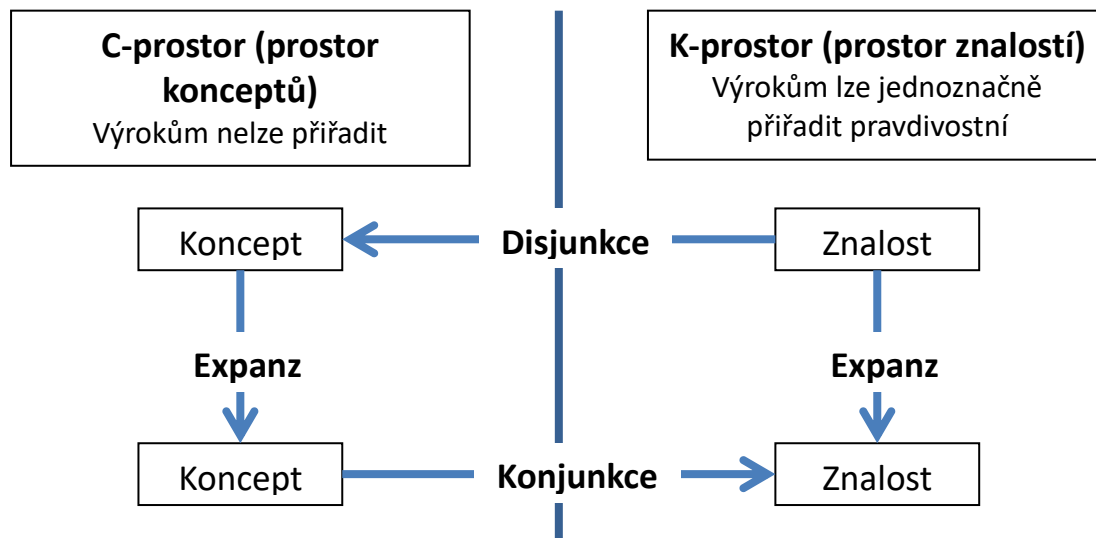 C-prostor (prostor
konceptů)
Výrokům nelze přiřadit
K-prostor (prostor znalostí)
Výrokům lze jednoznačně
přiřadit pravdivostní
Koncept
Disjunkce
Znalost
Expanz
Expanz
Koncept
Konjunkce
Znalost